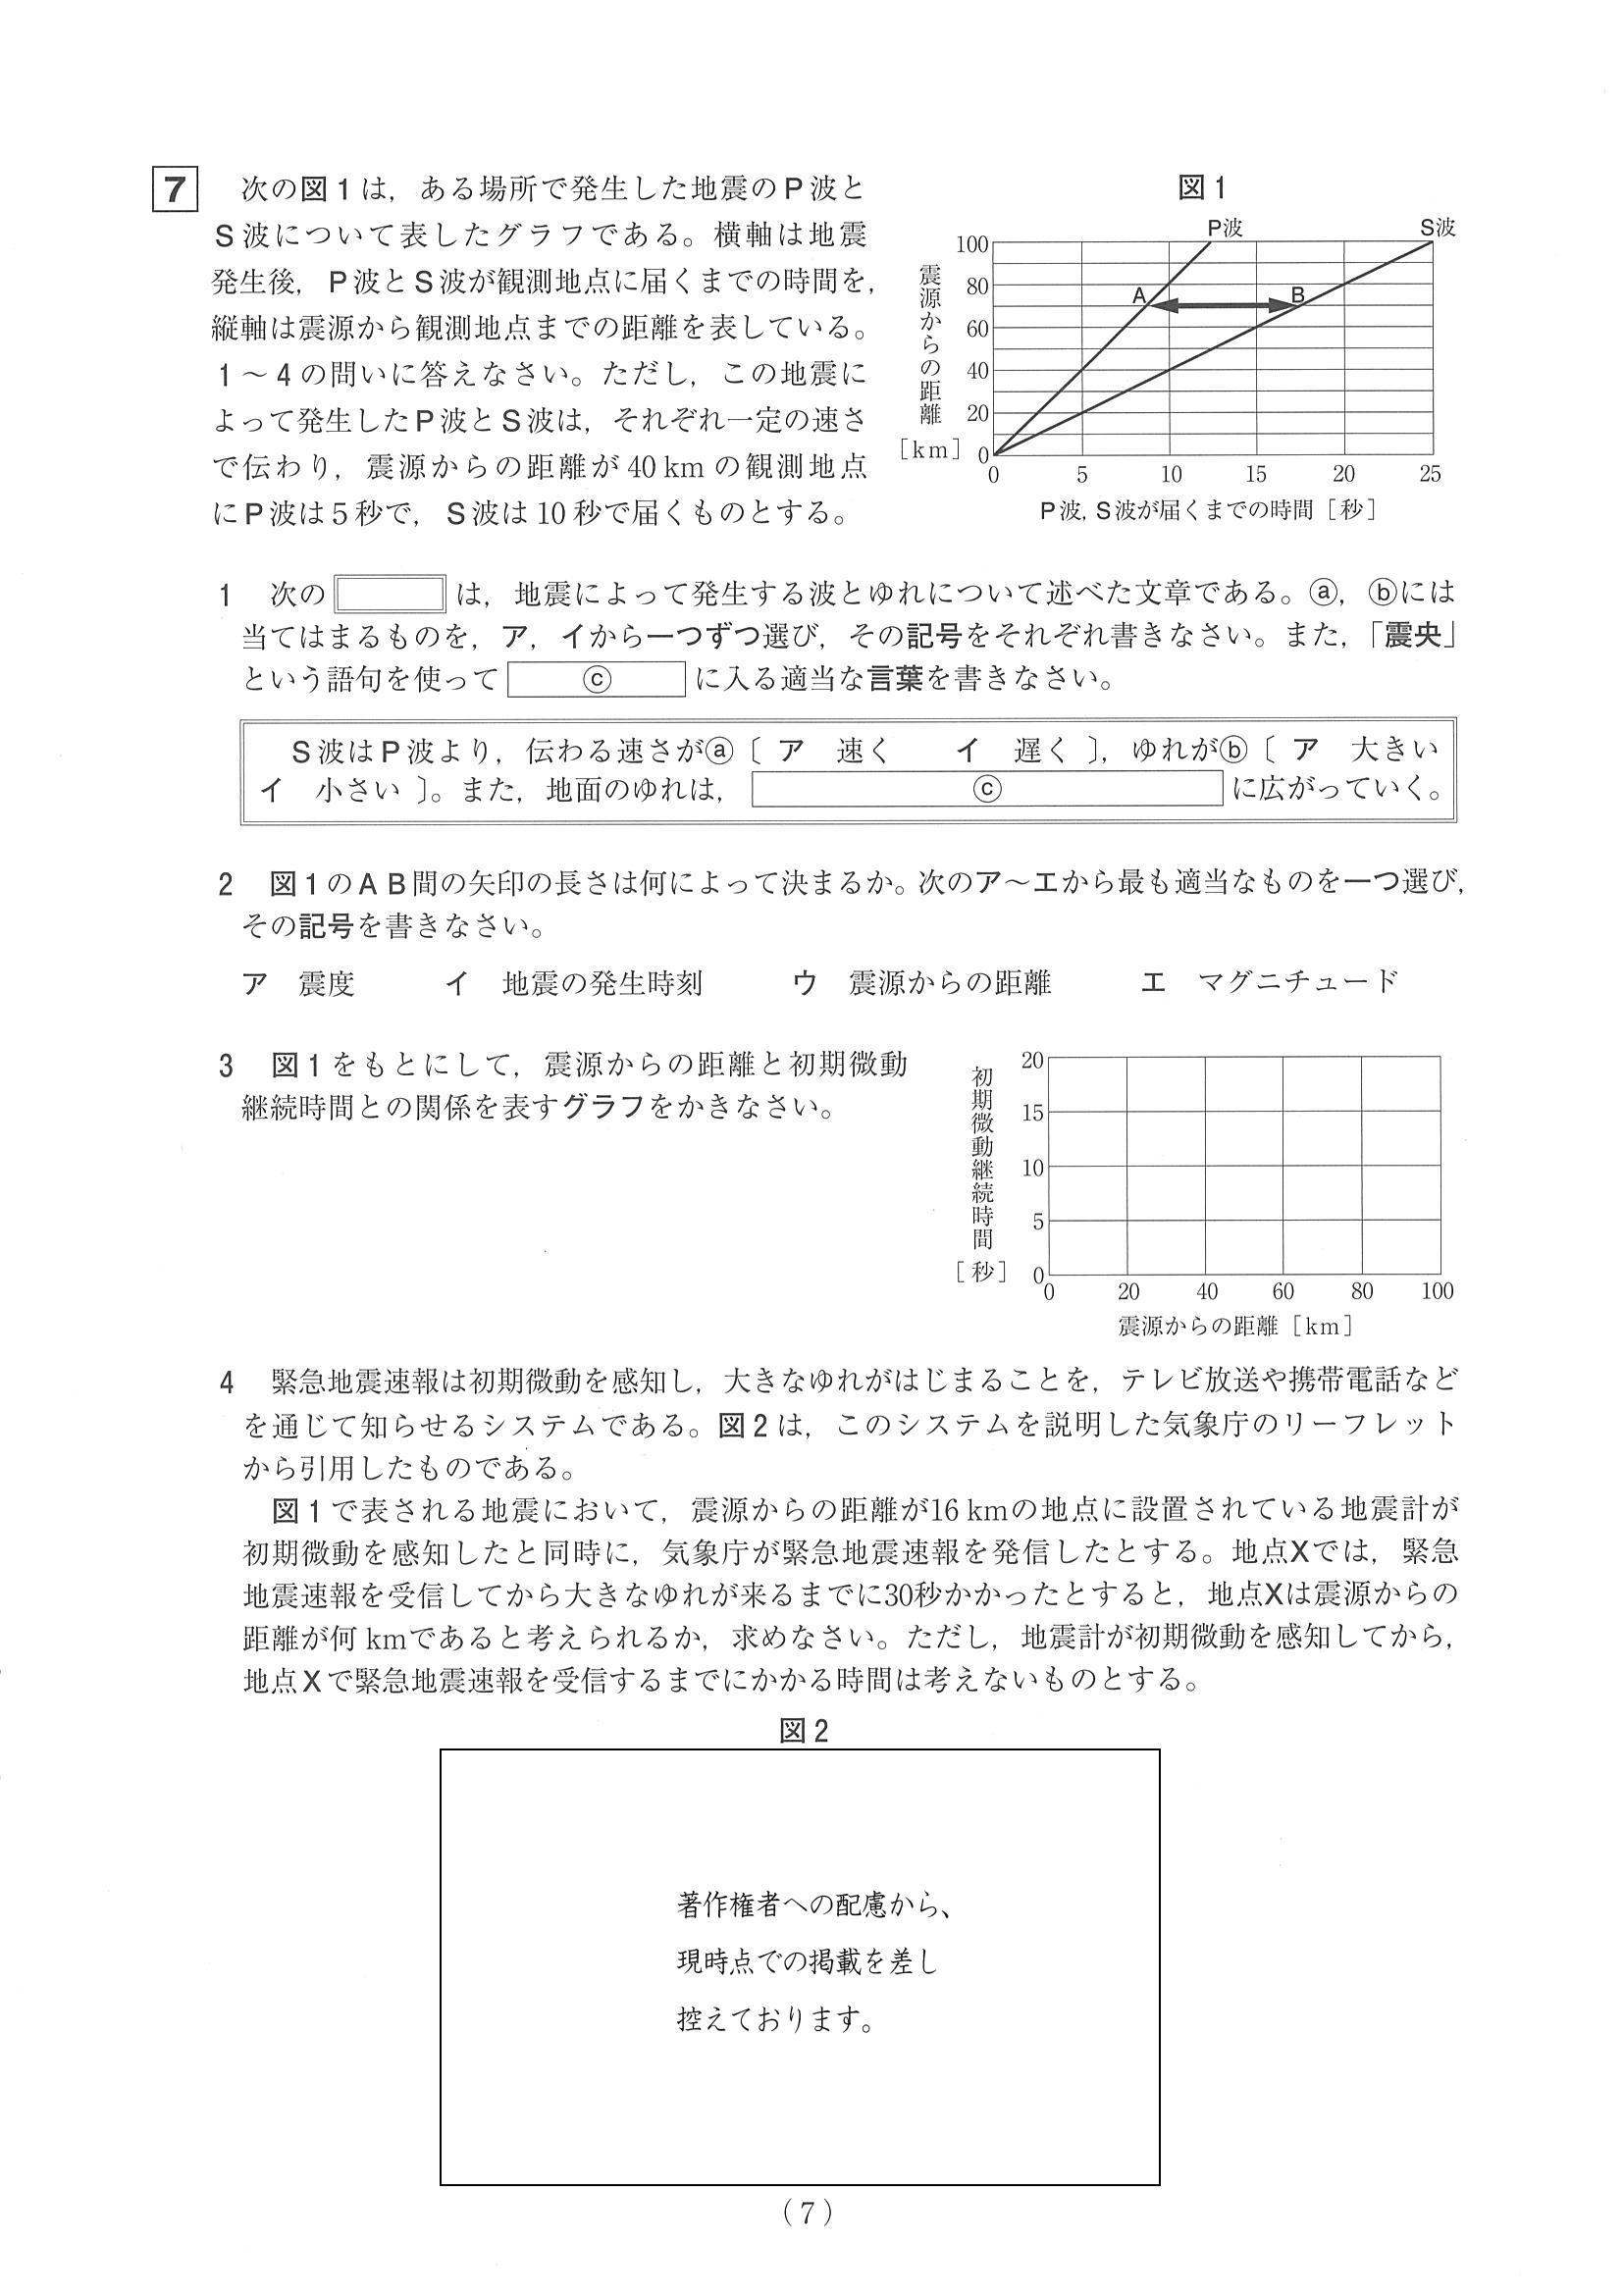 7 次の図1は，ある場所で発生した地震のP波と
S波について表したグラフである。横軸は地震
発生後，P波とS波が観測地点に届くまでの時間を，
縦軸は震源から観測地点までの距離を表している。
1～4の問いに答えなさい。ただし，この地震に
よって発生したP波とS波は，それぞれ一定の速さ
で伝わり，震源からの距離が40 kmの観測地点
にP波は5秒で，S波は10秒で届くものとする。
図1
P波 S波
100
80
60
40
20
0
A B
震源からの距離
［km］
0 5 10 15 20 25
P波，S波が届くまでの時間［秒］
1 次の は，地震によって発生する波とゆれについて述べた文章である。ⓐ，ⓑには
当てはまるものを，ア，イから一つずつ選び，その記号をそれぞれ書きなさい。また，「震央」
という語句を使って ⓒ に入る適当な言葉を書きなさい。
S波はP波より，伝わる速さがⓐ〔 ア 速く イ 遅く 〕，ゆれがⓑ〔 ア 大きい
イ 小さい 〕。また，地面のゆれは， ⓒ に広がっていく。
2 図1のAB間の矢印の長さは何によって決まるか。次のア～エから最も適当なものを一つ選び，
その記号を書きなさい。
ア 震度 イ 地震の発生時刻 ウ 震源からの距離 エ マグニチュード
3 図1をもとにして，震源からの距離と初期微動
継続時間との関係を表すグラフをかきなさい。
初期微動継続時間
［秒］
20
15
10
5
0
0 20 40 60 80 100
震源からの距離［km］
4 緊急地震速報は初期微動を感知し，大きなゆれがはじまることを，テレビ放送や携帯電話など
を通じて知らせるシステムである。図2は，このシステムを説明した気象庁のリーフレット
から引用したものである。
図1で表される地震において，震源からの距離が16 kmの地点に設置されている地震計が
初期微動を感知したと同時に，気象庁が緊急地震速報を発信したとする。地点Xでは，緊急
地震速報を受信してから大きなゆれが来るまでに30秒かかったとすると，地点Xは震源からの
距離が何kmであると考えられるか，求めなさい。ただし，地震計が初期微動を感知してから，
地点Xで緊急地震速報を受信するまでにかかる時間は考えないものとする。
図2
著作権者への配慮から、
現時点での掲載を差し
控えております。
（7）